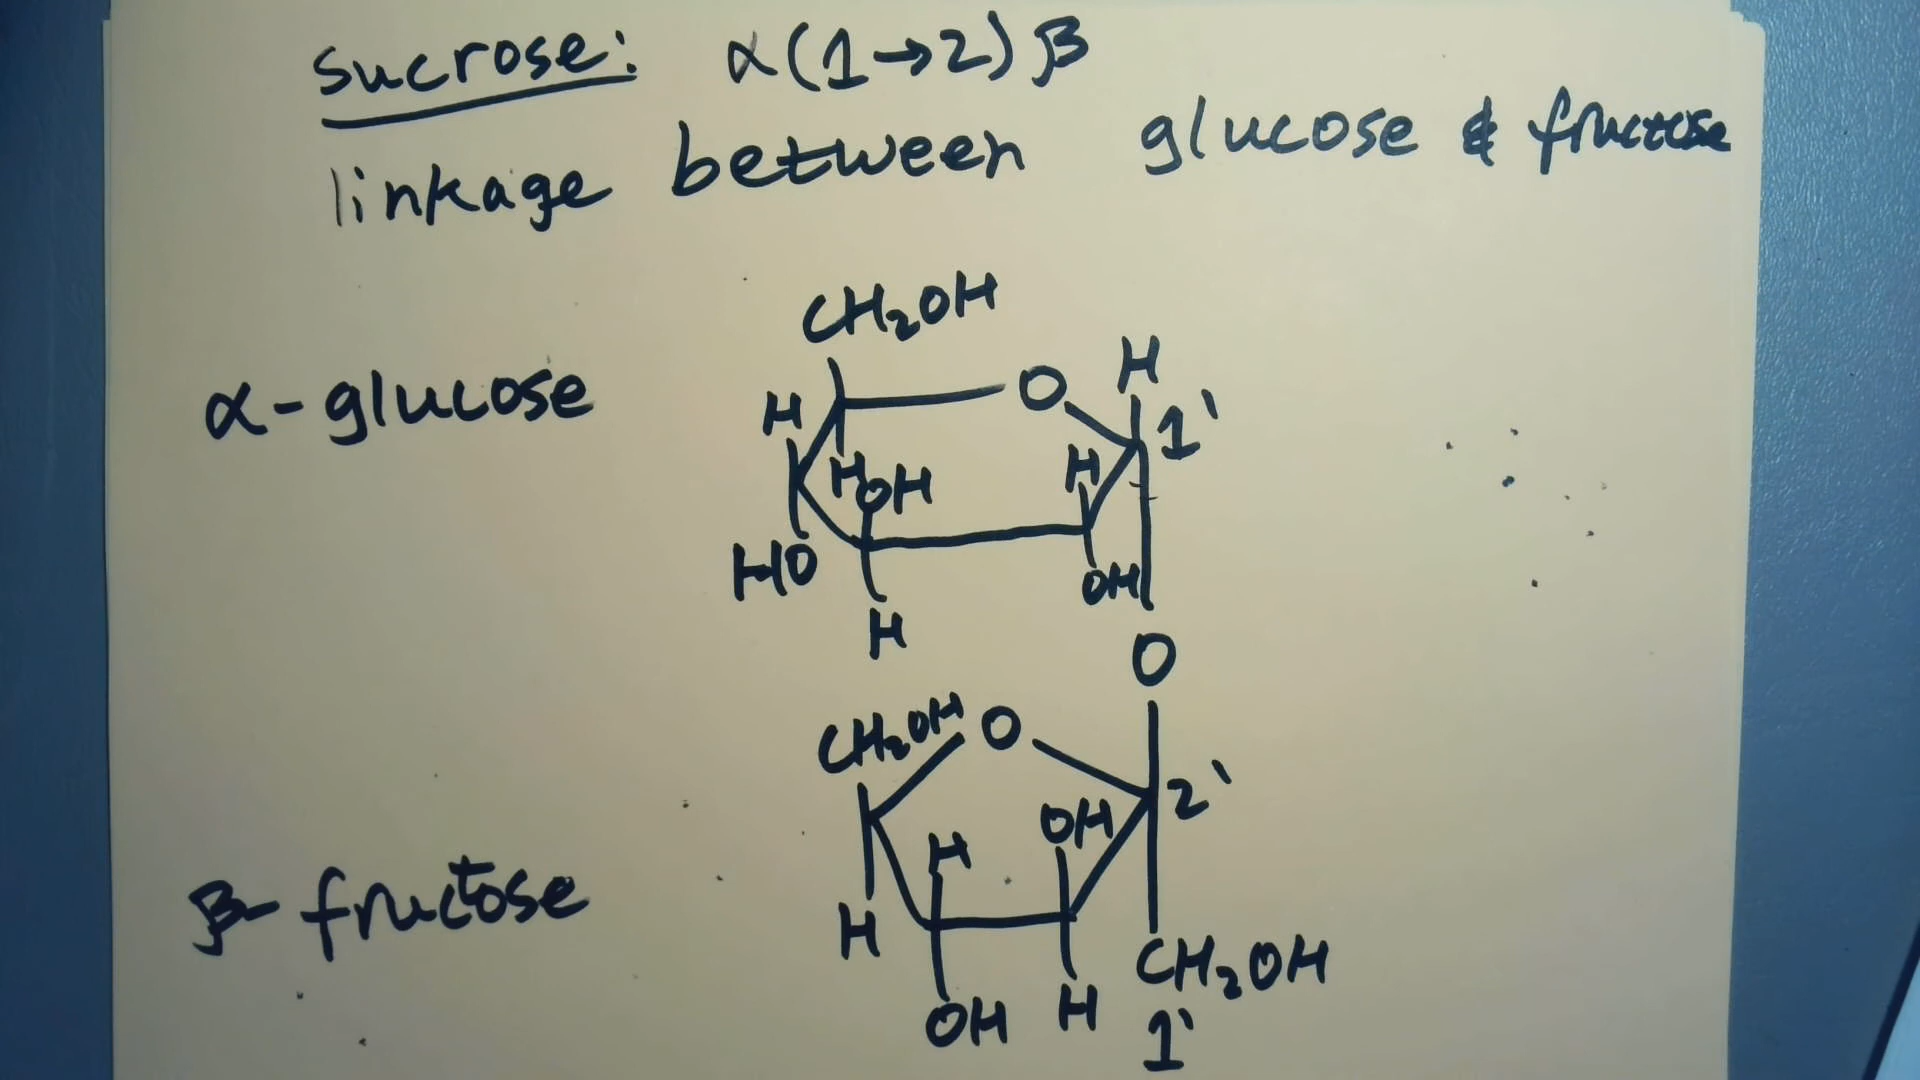 sucrose: α(1→2)β
linkage between glucose & fructose
CH₂OH
α-glucose
H O H 1'
H OH H
HO OH
H
O
CH₂OH O
2'
OH
H
β-fructose
H
CH₂OH
OH H
1'